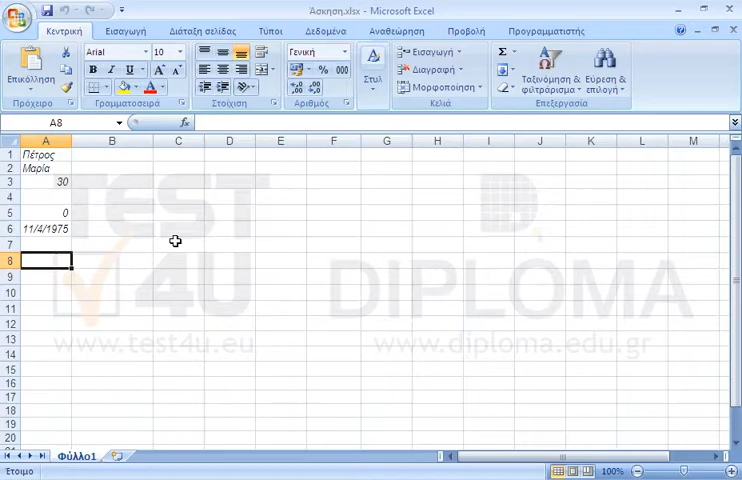 Άσκηση.xlsx - Microsoft Excel
Κεντρική Εισαγωγή Διάταξη σελίδας Τύποι Δεδομένα Αναθεώρηση Προβολή Προγραμματιστής
Επικόλληση
Πρόχειρο
Arial 10
B I U A A
Γραμματοσειρά
Στοίχιση
Γενική
% 000
Αριθμός
Στυλ
Εισαγωγή
Διαγραφή
Μορφοποίηση
Κελιά
Σ
Ταξινόμηση & φιλτράρισμα
Εύρεση & επιλογή
Επεξεργασία
A8 fx
A B C D E F G H I J K L M
1 Πέτρος
2 Μαρία
3 30
4
5 0
6 11/4/1975
7
8
9
10
11
12
13
14
15
16
17
18
19
20
TEST
4U
www.test4u.eu
DIPLOMA
www.diploma.edu.gr
Φύλλο1
Έτοιμο 100%